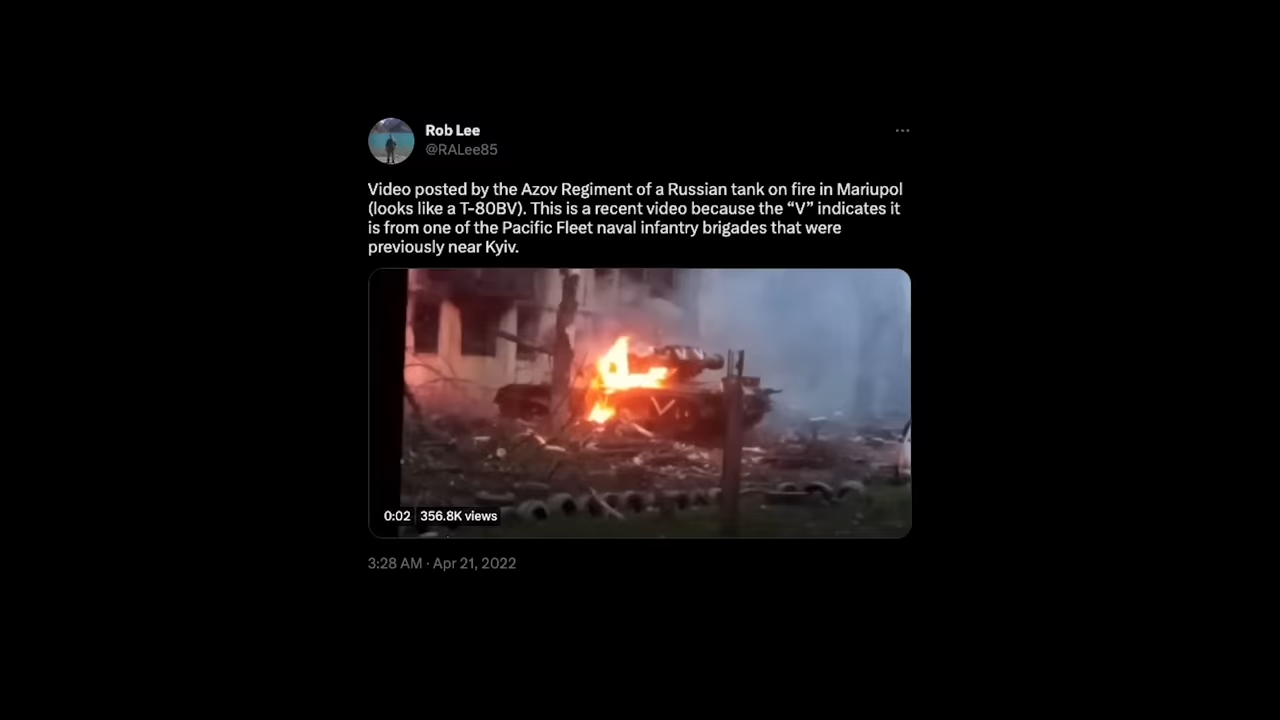 Rob Lee
@RALee85
Video posted by the Azov Regiment of a Russian tank on fire in Mariupol
(looks like a T-80BV). This is a recent video because the “V” indicates it
is from one of the Pacific Fleet naval infantry brigades that were
previously near Kyiv.
V
0:02 356.8K views
3:28 AM · Apr 21, 2022